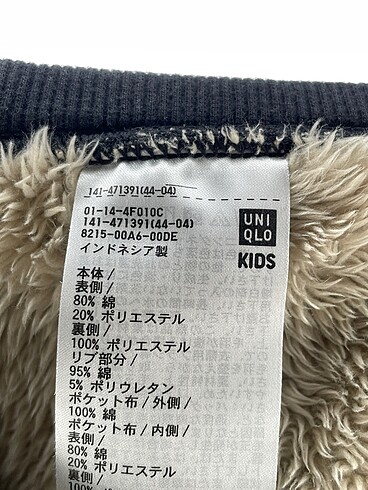 141-471391(44-04)
01-14-4F010C
141-471391(44-04)
8215-00A6-00DE
インドネシア製
UNI
QLO
KIDS
本体/
表側/
80% 綿
20% ポリエステル
裏側/
100% ポリエステル
リブ部分/
95% 綿
5% ポリウレタン
ポケット布/外側/
100% 綿
ポケット布/内側/
表側/
80% 綿
20% ポリエステル
裏側/